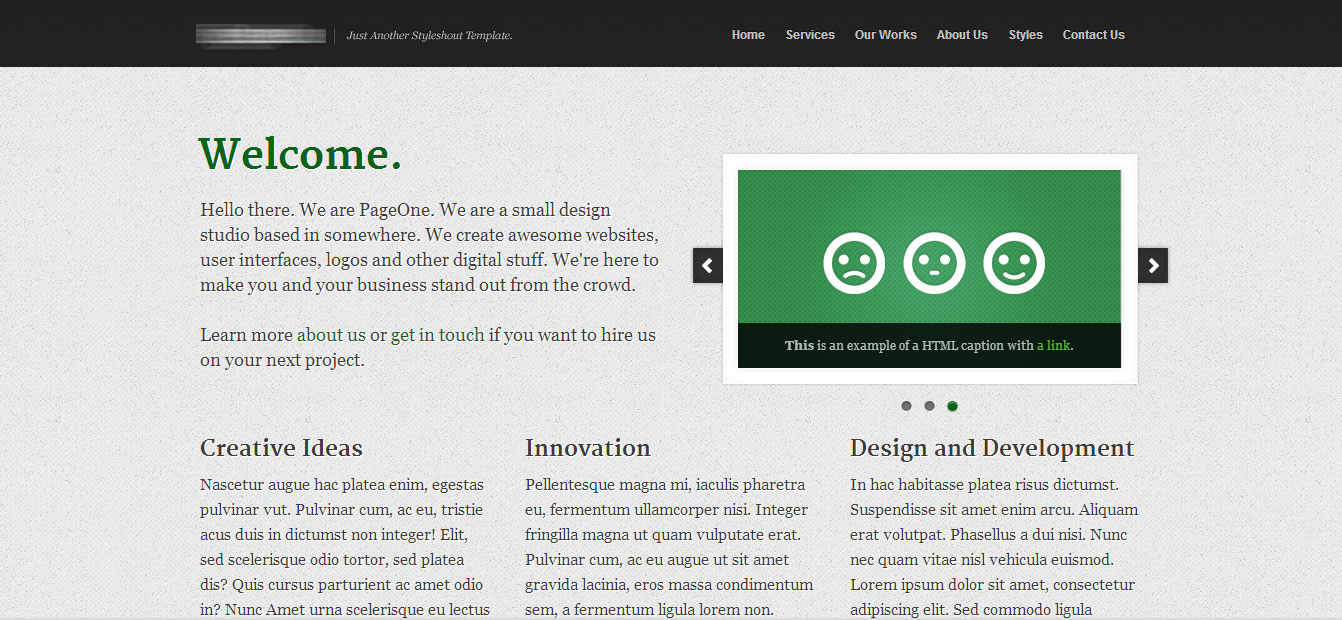 Just Another Styleshout Template.
Home Services Our Works About Us Styles Contact Us
Welcome.
Hello there. We are PageOne. We are a small design
studio based in somewhere. We create awesome websites,
user interfaces, logos and other digital stuff. We're here to
make you and your business stand out from the crowd.
Learn more about us or get in touch if you want to hire us
on your next project.
This is an example of a HTML caption with a link.
Creative Ideas
Nascetur augue hac platea enim, egestas
pulvinar vut. Pulvinar cum, ac eu, tristie
acus duis in dictumst non integer! Elit,
sed scelerisque odio tortor, sed platea
dis? Quis cursus parturient ac amet odio
in? Nunc Amet urna scelerisque eu lectus
Innovation
Pellentesque magna mi, iaculis pharetra
eu, fermentum ullamcorper nisi. Integer
fringilla magna ut quam vulputate erat.
Pulvinar cum, ac eu augue ut sit amet
gravida lacinia, eros massa condimentum
sem, a fermentum ligula lorem non.
Design and Development
In hac habitasse platea risus dictumst.
Suspendisse sit amet enim arcu. Aliquam
erat volutpat. Phasellus a dui nisi. Nunc
nec quam vitae nisl vehicula euismod.
Lorem ipsum dolor sit amet, consectetur
adipiscing elit. Sed commodo ligula